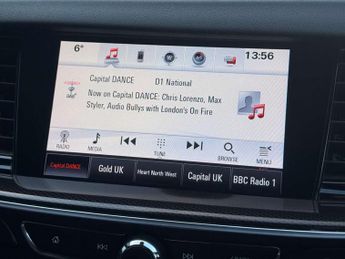 6°
13:56
Capital DANCE D1 National
Now on Capital DANCE: Chris Lorenzo, Max
Styler, Audio Bullys with London's On Fire
RADIO
MEDIA
TUNE
BROWSE
MENU
Capital DANCE
Gold UK
Heart North West
Capital UK
BBC Radio 1